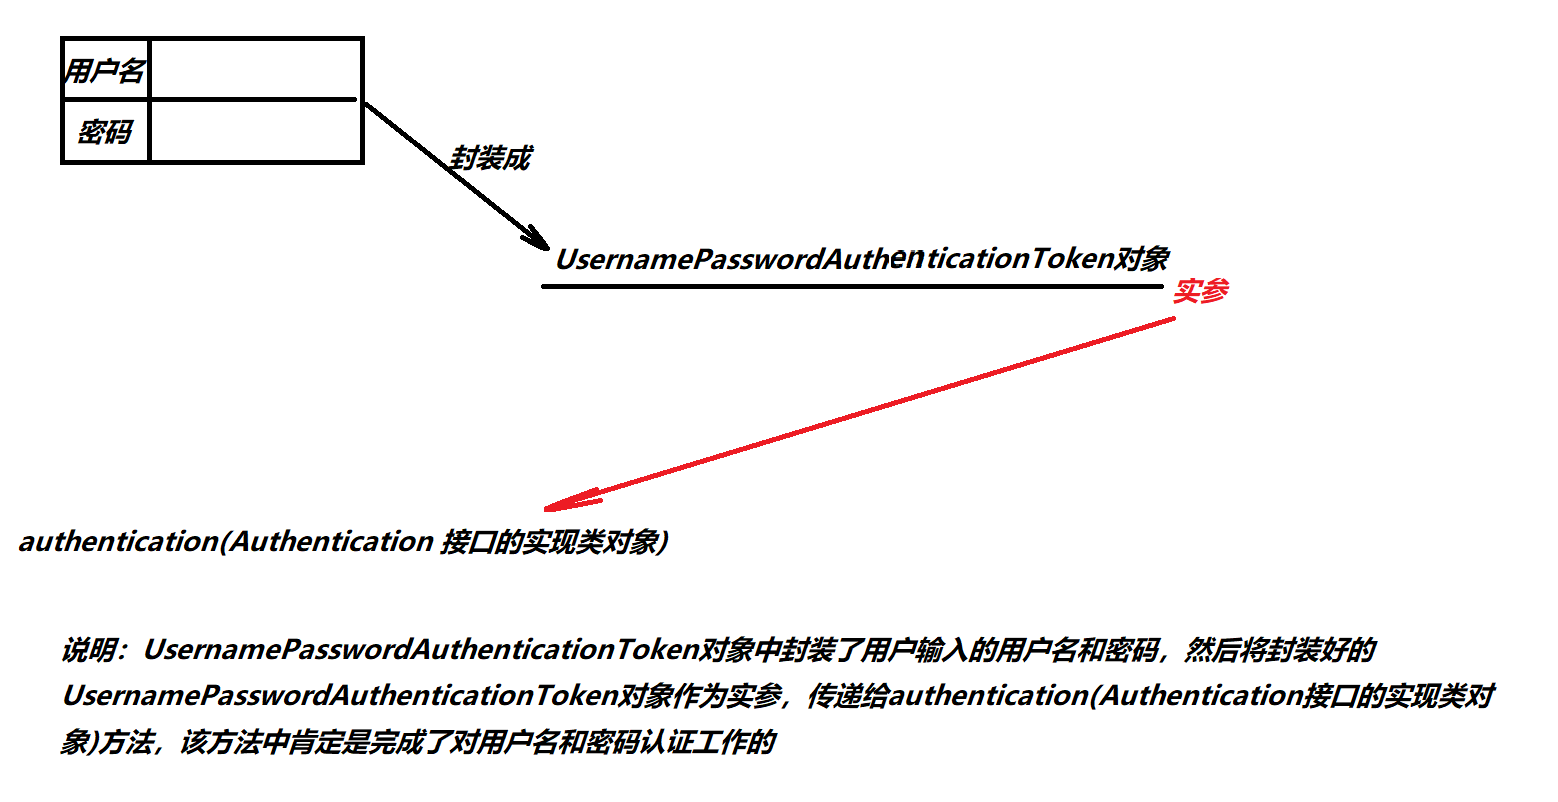 用户名
密码
封装成
UsernamePasswordAuthenticationToken对象
实参
authentication(Authentication 接口的实现类对象)
说明：UsernamePasswordAuthenticationToken对象中封装了用户输入的用户名和密码，然后将封装好的
UsernamePasswordAuthenticationToken对象作为实参，传递给authentication(Authentication接口的实现类对
象)方法，该方法中肯定是完成了对用户名和密码认证工作的